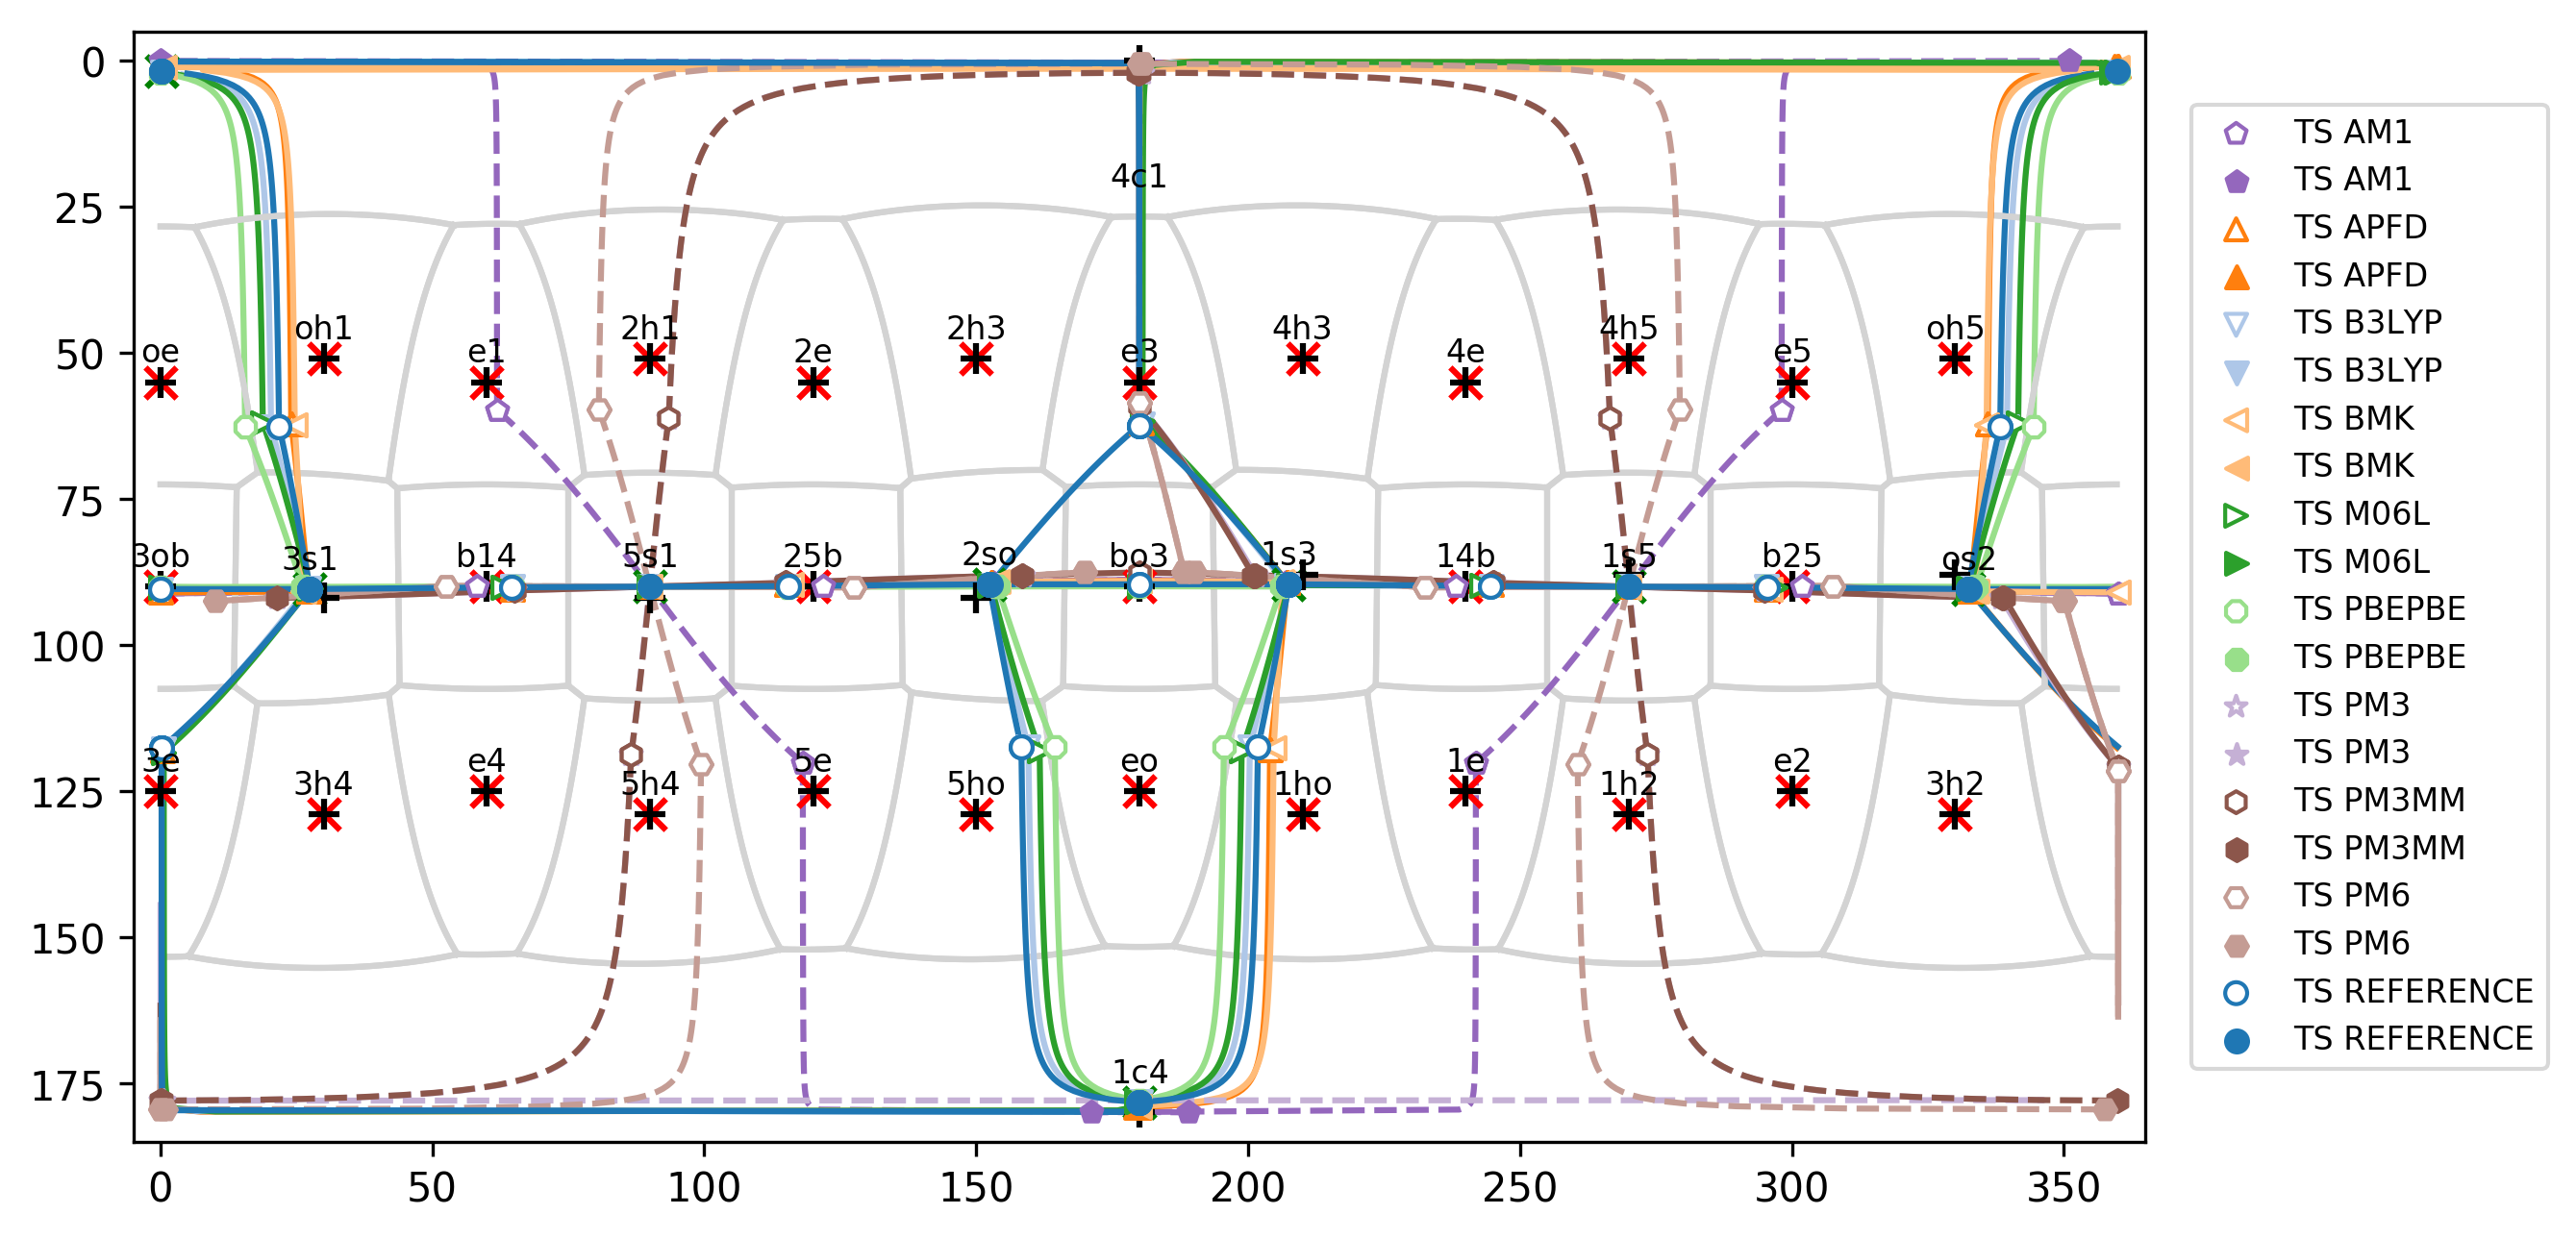 0
25
50
75
100
125
150
175
0
50
100
150
200
250
300
350
4c1
oh1
2h1
2h3
4h3
4h5
oh5
oe
e1
2e
e3
4e
e5
3ob
3s1
b14
5s1
25b
2so
bo3
1s3
14b
1s5
b25
os2
3e
e4
5e
eo
1e
e2
3h4
5h4
5ho
1ho
1h2
3h2
1c4
TS AM1
TS AM1
TS APFD
TS APFD
TS B3LYP
TS B3LYP
TS BMK
TS BMK
TS M06L
TS M06L
TS PBEPBE
TS PBEPBE
TS PM3
TS PM3
TS PM3MM
TS PM3MM
TS PM6
TS PM6
TS REFERENCE
TS REFERENCE